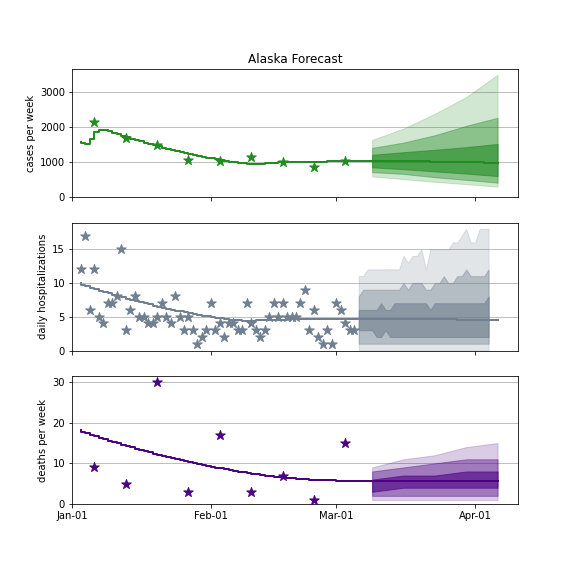 Alaska Forecast
cases per week
3000
2000
1000
0
daily hospitalizations
15
10
5
0
deaths per week
30
20
10
0
Jan-01 Feb-01 Mar-01 Apr-01